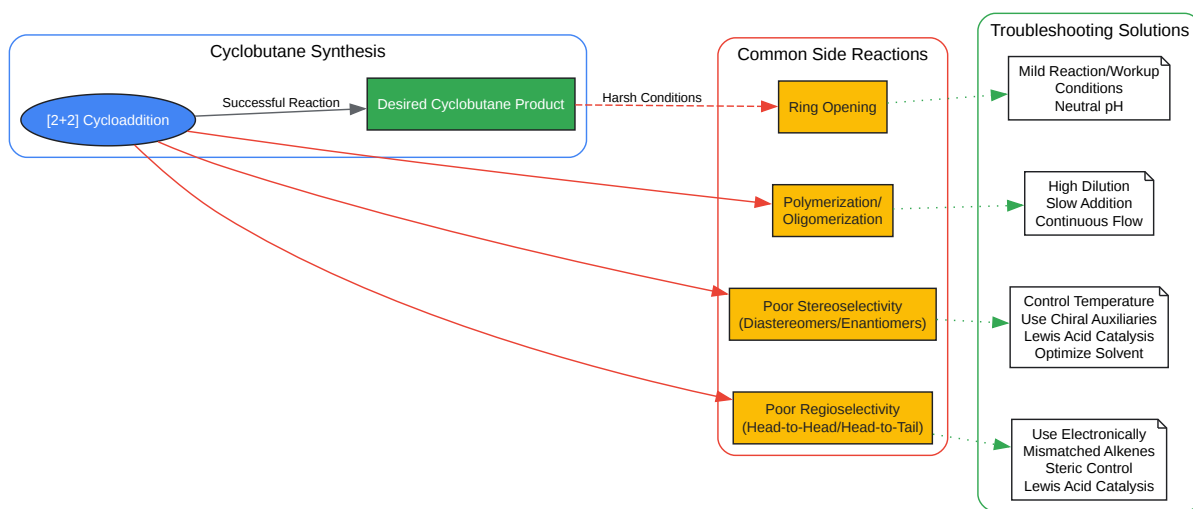 Cyclobutane Synthesis
[2+2] Cycloaddition
Successful Reaction
Desired Cyclobutane Product
Harsh Conditions
Common Side Reactions
Ring Opening
Polymerization/
Oligomerization
Poor Stereoselectivity
(Diastereomers/Enantiomers)
Poor Regioselectivity
(Head-to-Head/Head-to-Tail)
Troubleshooting Solutions
Mild Reaction/Workup
Conditions
Neutral pH
High Dilution
Slow Addition
Continuous Flow
Control Temperature
Use Chiral Auxiliaries
Lewis Acid Catalysis
Optimize Solvent
Use Electronically
Mismatched Alkenes
Steric Control
Lewis Acid Catalysis